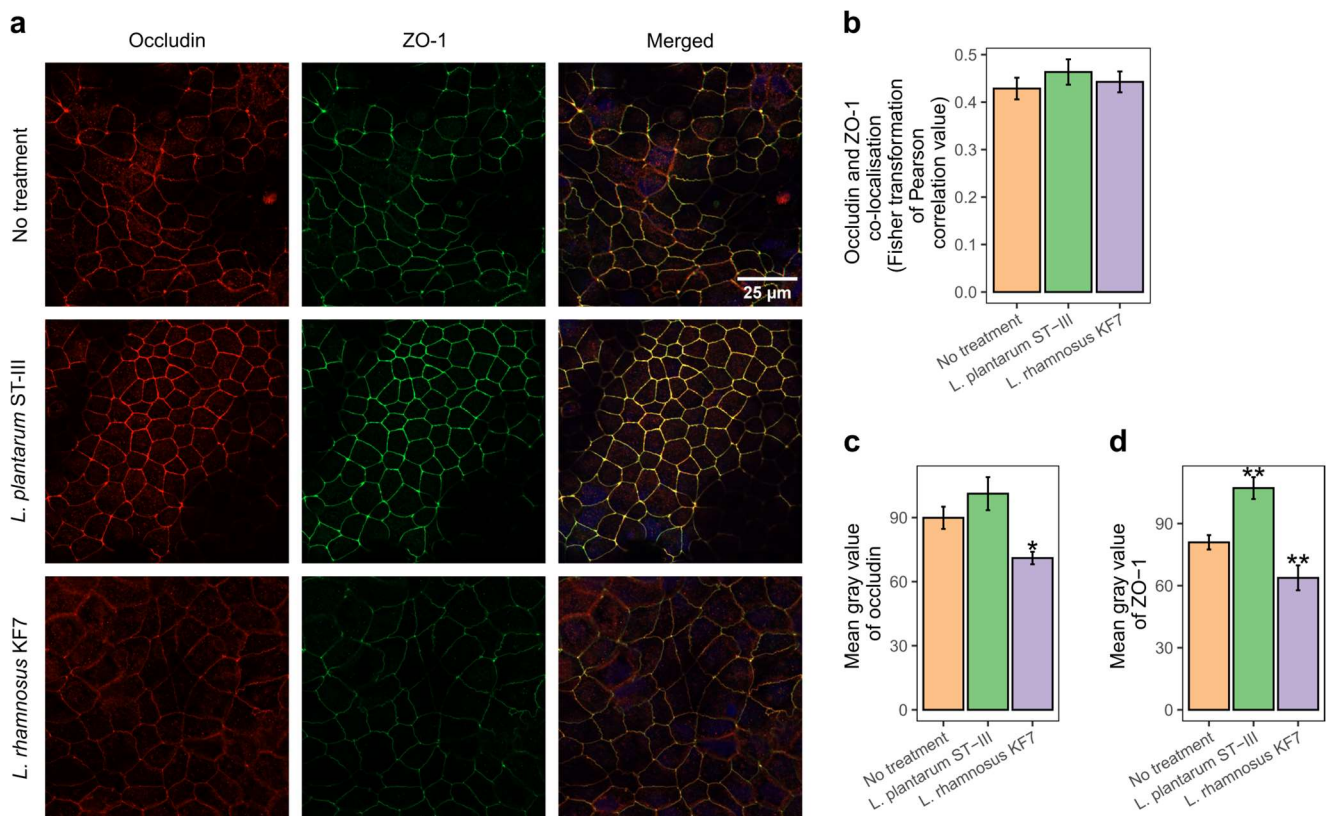 a
Occludin
ZO-1
Merged
No treatment
25 µm
L. plantarum ST-III
L. rhamnosus KF7
b
Occludin and ZO-1
co-localisation
(Fisher transformation
of Pearson
correlation value)
0.5
0.4
0.3
0.2
0.1
0.0
No treatment
L. plantarum ST-III
L. rhamnosus KF7
c
Mean gray value
of occludin
90
60
30
0
*
No treatment
L. plantarum ST-III
L. rhamnosus KF7
d
Mean gray value
of ZO-1
90
60
30
0
**
**
No treatment
L. plantarum ST-III
L. rhamnosus KF7